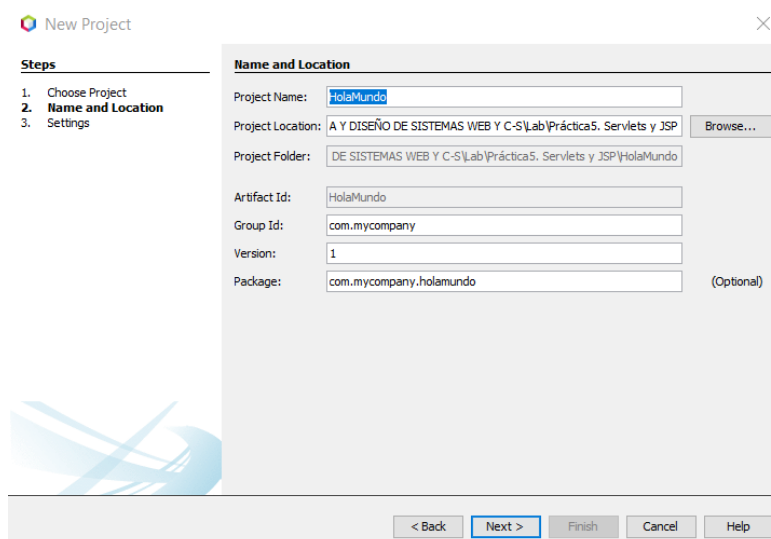 New Project
Steps
1. Choose Project
2. Name and Location
3. Settings
Name and Location
Project Name: HolaMundo
Project Location: A Y DISEÑO DE SISTEMAS WEB Y C-S\Lab\Práctica5. Servlets y JSP Browse...
Project Folder: DE SISTEMAS WEB Y C-S\Lab\Práctica5. Servlets y JSP\HolaMundo
Artifact Id: HolaMundo
Group Id: com.mycompany
Version: 1
Package: com.mycompany.holamundo (Optional)
< Back Next > Finish Cancel Help